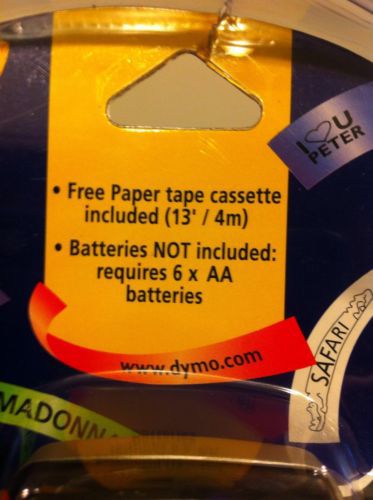 I ♡ U
PETER
• Free Paper tape cassette
included (13' / 4m)
• Batteries NOT included:
requires 6 x AA
batteries
www.dymo.com
SAFARI
MADONN